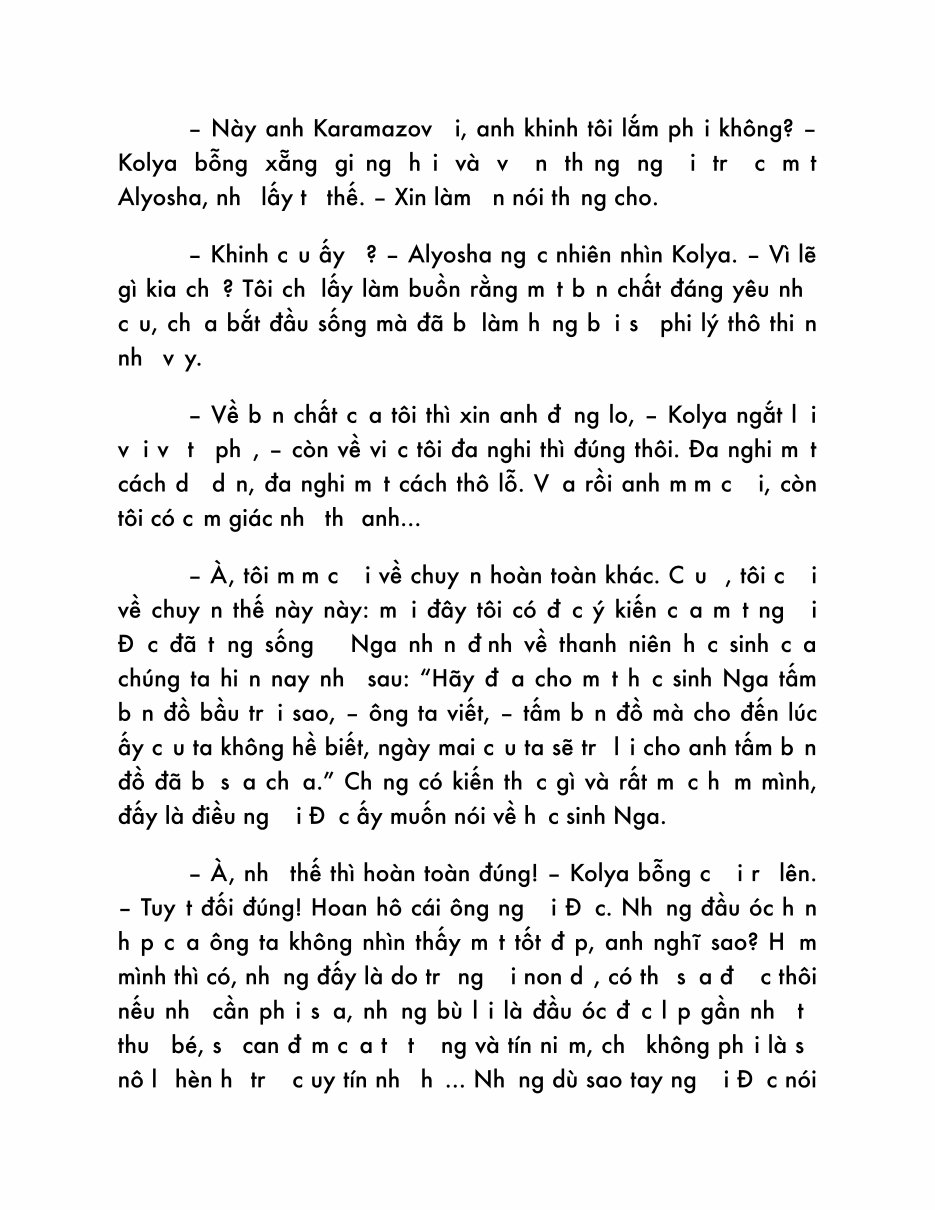 – Này anh Karamazov i, anh khinh tôi lắm ph i không? –
Kolya bỗng xẵng gi ng h i và v n th ng ng i tr c m t
Alyosha, nh lấy t thế. – Xin làm n nói th ng cho.
– Khinh c u ấy ? – Alyosha ng c nhiên nhìn Kolya. – Vì lẽ
gì kia ch ? Tôi ch lấy làm buồn rằng m t b n chất đáng yêu nh
c u, ch a bắt đầu sống mà đã b làm h ng b i s phi lý thô thi n
nh v y.
– Về b n chất c a tôi thì xin anh đ ng lo, – Kolya ngắt l i
v i v t ph , – còn về vi c tôi đa nghi thì đúng thôi. Đa nghi m t
cách d d n, đa nghi m t cách thô lỗ. V a rồi anh m m c i, còn
tôi có c m giác nh th anh...
– À, tôi m m c i về chuy n hoàn toàn khác. C u , tôi c i
về chuy n thế này này: m i đây tôi có đ c ý kiến c a m t ng i
Đ c đã t ng sống Nga nh n đ nh về thanh niên h c sinh c a
chúng ta hi n nay nh sau: “Hãy đ a cho m t h c sinh Nga tấm
b n đồ bầu tr i sao, – ông ta viết, – tấm b n đồ mà cho đến lúc
ấy c u ta không hề biết, ngày mai c u ta sẽ tr l i cho anh tấm b n
đồ đã b s a ch a.” Ch ng có kiến th c gì và rất m c h m mình,
đấy là điều ng i Đ c ấy muốn nói về h c sinh Nga.
– À, nh thế thì hoàn toàn đúng! – Kolya bỗng c i r lên.
– Tuy t đối đúng! Hoan hô cái ông ng i Đ c. Nh ng đầu óc h n
h p c a ông ta không nhìn thấy m t tốt đ p, anh nghĩ sao? H m
mình thì có, nh ng đấy là do tr ng i non d , có th s a đ c thôi
nếu nh cần ph i s a, nh ng bù l i là đầu óc đ c l p gần nh t
thu bé, s can đ m c a t t ng và tín ni m, ch không ph i là s
nô l hèn h tr c uy tín nh h ... Nh ng dù sao tay ng i Đ c nói